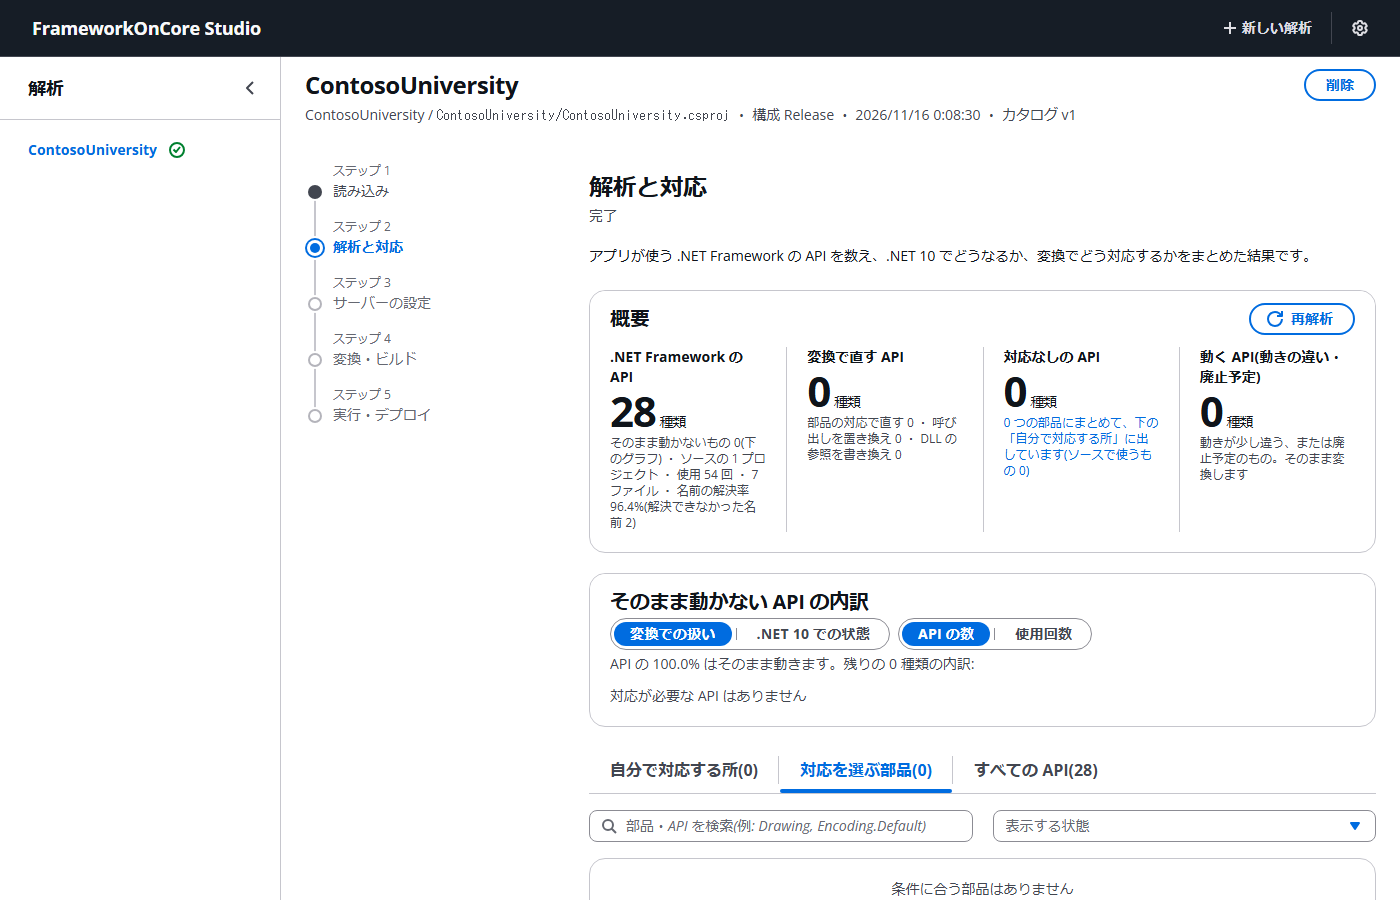 FrameworkOnCore Studio
新しい解析
解析
ContosoUniversity
ContosoUniversity
削除
ContosoUniversity / ContosoUniversity/ContosoUniversity.csproj ・ 構成 Release ・ 2026/11/16 0:08:30 ・ カタログ v1
ステップ 1
読み込み
ステップ 2
解析と対応
ステップ 3
サーバーの設定
ステップ 4
変換・ビルド
ステップ 5
実行・デプロイ
解析と対応
完了
アプリが使う .NET Framework の API を数え、.NET 10 でどうなるか、変換でどう対応するかをまとめた結果です。
概要
再解析
.NET Framework の
API
28 種類
そのまま動かないもの 0(下
のグラフ) ・ ソースの 1 プロ
ジェクト ・ 使用 54 回 ・ 7
ファイル ・ 名前の解決率
96.4%(解決できなかった名
前 2)
変換で直す API
0 種類
部品の対応で直す 0 ・ 呼び
出しを置き換え 0 ・ DLL の
参照を書き換え 0
対応なしの API
0 種類
0 つの部品にまとめて、下の
「自分で対応する所」に出
しています(ソースで使うも
の 0)
動く API(動きの違い・
廃止予定)
0 種類
動きが少し違う、または廃
止予定のもの。そのまま変
換します
そのまま動かない API の内訳
変換での扱い
.NET 10 での状態
API の数
使用回数
API の 100.0% はそのまま動きます。残りの 0 種類の内訳:
対応が必要な API はありません
自分で対応する所(0)
対応を選ぶ部品(0)
すべての API(28)
部品・API を検索(例: Drawing, Encoding.Default)
表示する状態
条件に合う部品はありません